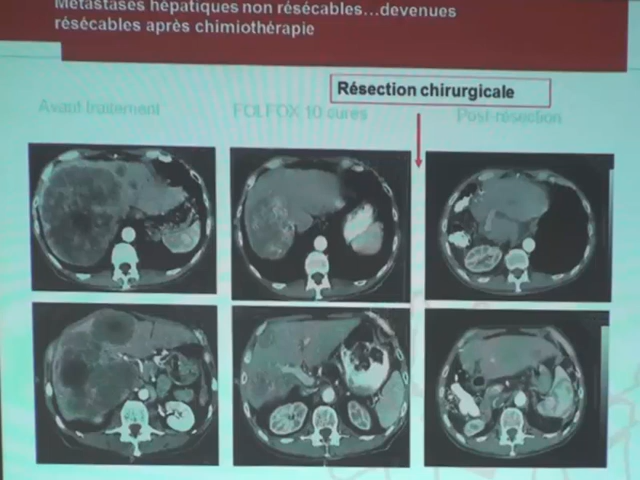 Métastases hépatiques non résécables...devenues
résécables après chimiothérapie
Résection chirurgicale
Avant traitement
FOLFOX 10 cures
Post-résection